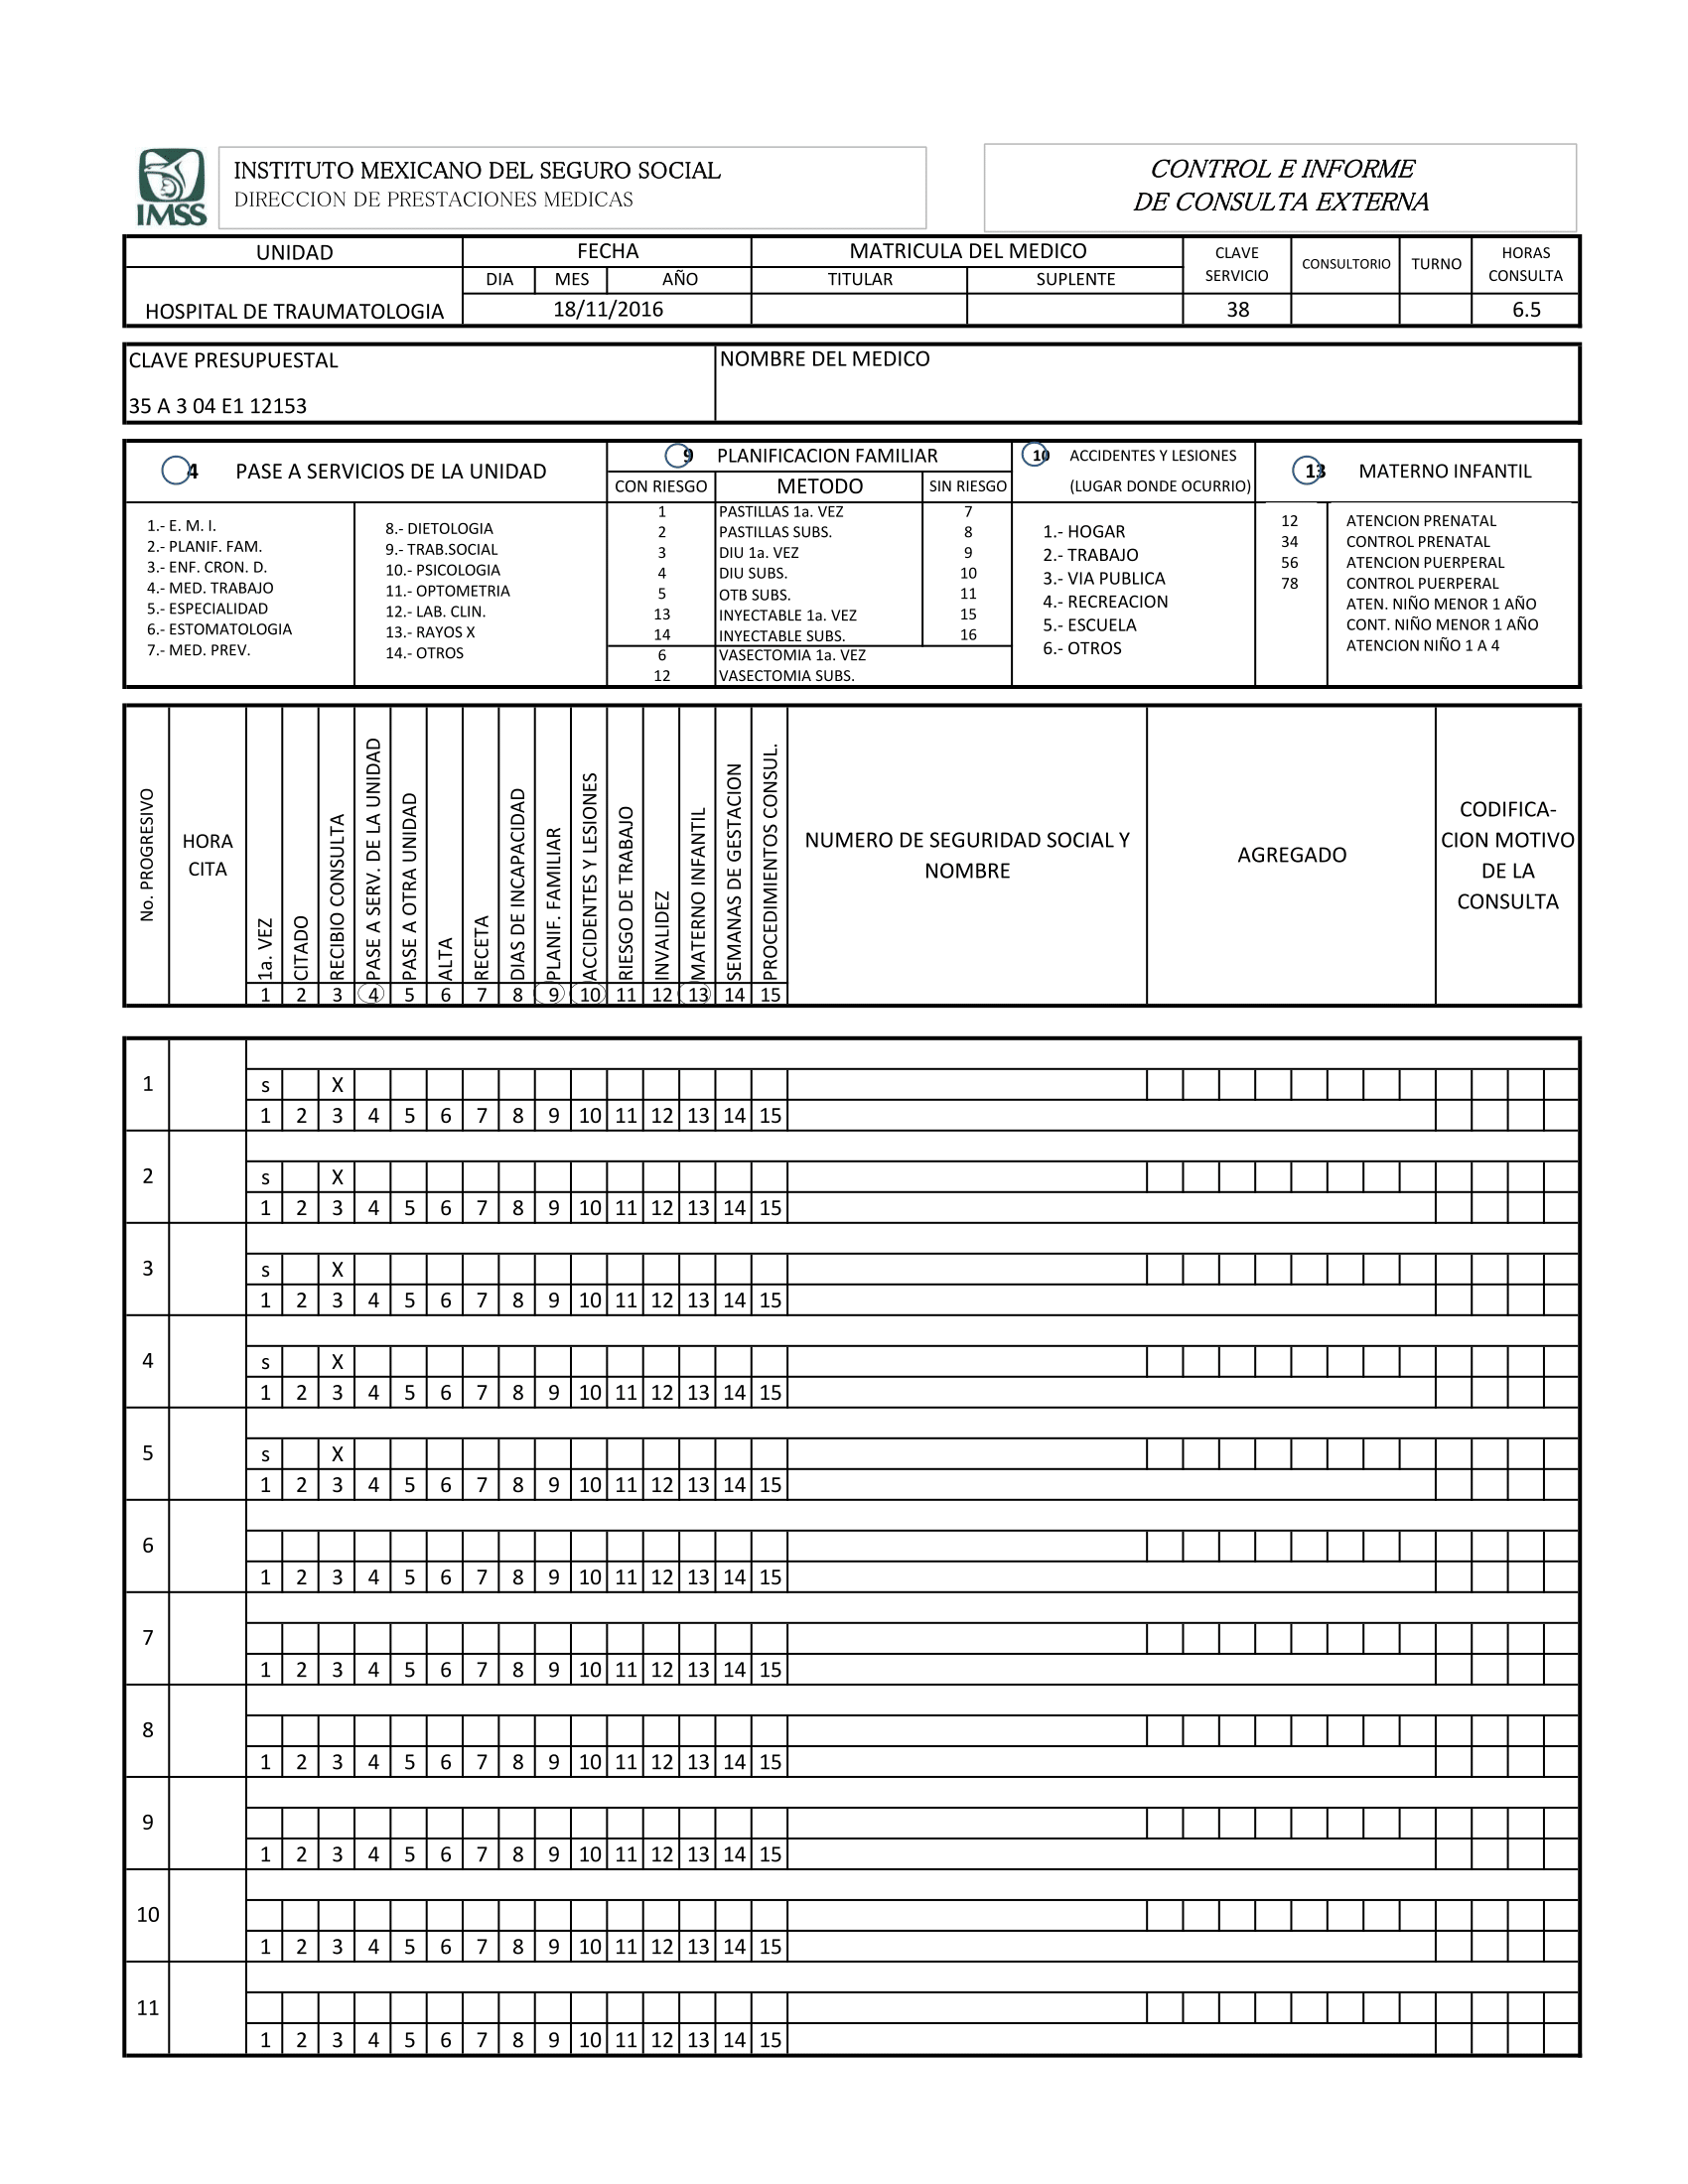 IMSS
INSTITUTO MEXICANO DEL SEGURO SOCIAL
DIRECCION DE PRESTACIONES MEDICAS
CONTROL E INFORME
DE CONSULTA EXTERNA
UNIDAD FECHA MATRICULA DEL MEDICO CLAVE SERVICIO CONSULTORIO TURNO HORAS CONSULTA
DIA MES AÑO TITULAR SUPLENTE
HOSPITAL DE TRAUMATOLOGIA 18/11/2016 38 6.5
CLAVE PRESUPUESTAL NOMBRE DEL MEDICO
35 A 3 04 E1 12153
4 PASE A SERVICIOS DE LA UNIDAD
1.- E. M. I.
2.- PLANIF. FAM.
3.- ENF. CRON. D.
4.- MED. TRABAJO
5.- ESPECIALIDAD
6.- ESTOMATOLOGIA
7.- MED. PREV.
8.- DIETOLOGIA
9.- TRAB.SOCIAL
10.- PSICOLOGIA
11.- OPTOMETRIA
12.- LAB. CLIN.
13.- RAYOS X
14.- OTROS
9 PLANIFICACION FAMILIAR
CON RIESGO METODO SIN RIESGO
1 PASTILLAS 1a. VEZ 7
2 PASTILLAS SUBS. 8
3 DIU 1a. VEZ 9
4 DIU SUBS. 10
5 OTB SUBS. 11
13 INYECTABLE 1a. VEZ 15
14 INYECTABLE SUBS. 16
6 VASECTOMIA 1a. VEZ
12 VASECTOMIA SUBS.
10 ACCIDENTES Y LESIONES
(LUGAR DONDE OCURRIO)
1.- HOGAR
2.- TRABAJO
3.- VIA PUBLICA
4.- RECREACION
5.- ESCUELA
6.- OTROS
13 MATERNO INFANTIL
12 ATENCION PRENATAL
34 CONTROL PRENATAL
56 ATENCION PUERPERAL
78 CONTROL PUERPERAL
ATEN. NIÑO MENOR 1 AÑO
CONT. NIÑO MENOR 1 AÑO
ATENCION NIÑO 1 A 4
No. PROGRESIVO
HORA
CITA
1a. VEZ
CITADO
RECIBIO CONSULTA
PASE A SERV. DE LA UNIDAD
PASE A OTRA UNIDAD
ALTA
RECETA
DIAS DE INCAPACIDAD
PLANIF. FAMILIAR
ACCIDENTES Y LESIONES
RIESGO DE TRABAJO
INVALIDEZ
MATERNO INFANTIL
SEMANAS DE GESTACION
PROCEDIMIENTOS CONSUL.
1 2 3 4 5 6 7 8 9 10 11 12 13 14 15
NUMERO DE SEGURIDAD SOCIAL Y
NOMBRE
AGREGADO
CODIFICA-
CION MOTIVO
DE LA
CONSULTA
1 s X
1 2 3 4 5 6 7 8 9 10 11 12 13 14 15
2 s X
1 2 3 4 5 6 7 8 9 10 11 12 13 14 15
3 s X
1 2 3 4 5 6 7 8 9 10 11 12 13 14 15
4 s X
1 2 3 4 5 6 7 8 9 10 11 12 13 14 15
5 s X
1 2 3 4 5 6 7 8 9 10 11 12 13 14 15
6
1 2 3 4 5 6 7 8 9 10 11 12 13 14 15
7
1 2 3 4 5 6 7 8 9 10 11 12 13 14 15
8
1 2 3 4 5 6 7 8 9 10 11 12 13 14 15
9
1 2 3 4 5 6 7 8 9 10 11 12 13 14 15
10
1 2 3 4 5 6 7 8 9 10 11 12 13 14 15
11
1 2 3 4 5 6 7 8 9 10 11 12 13 14 15